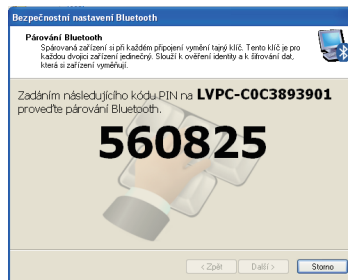 Bezpečnostní nastavení Bluetooth
Párování Bluetooth
Spárovaná zařízení si při každém připojení vymění tajný klíč. Tento klíč je pro
každou dvojici zařízení jedinečný. Slouží k ověření identity a k šifrování dat,
která si zařízení vyměňují.
Zadáním následujícího kódu PIN na LVPC-C0C3893901
proveďte párování Bluetooth.
560825
< Zpět Další > Storno